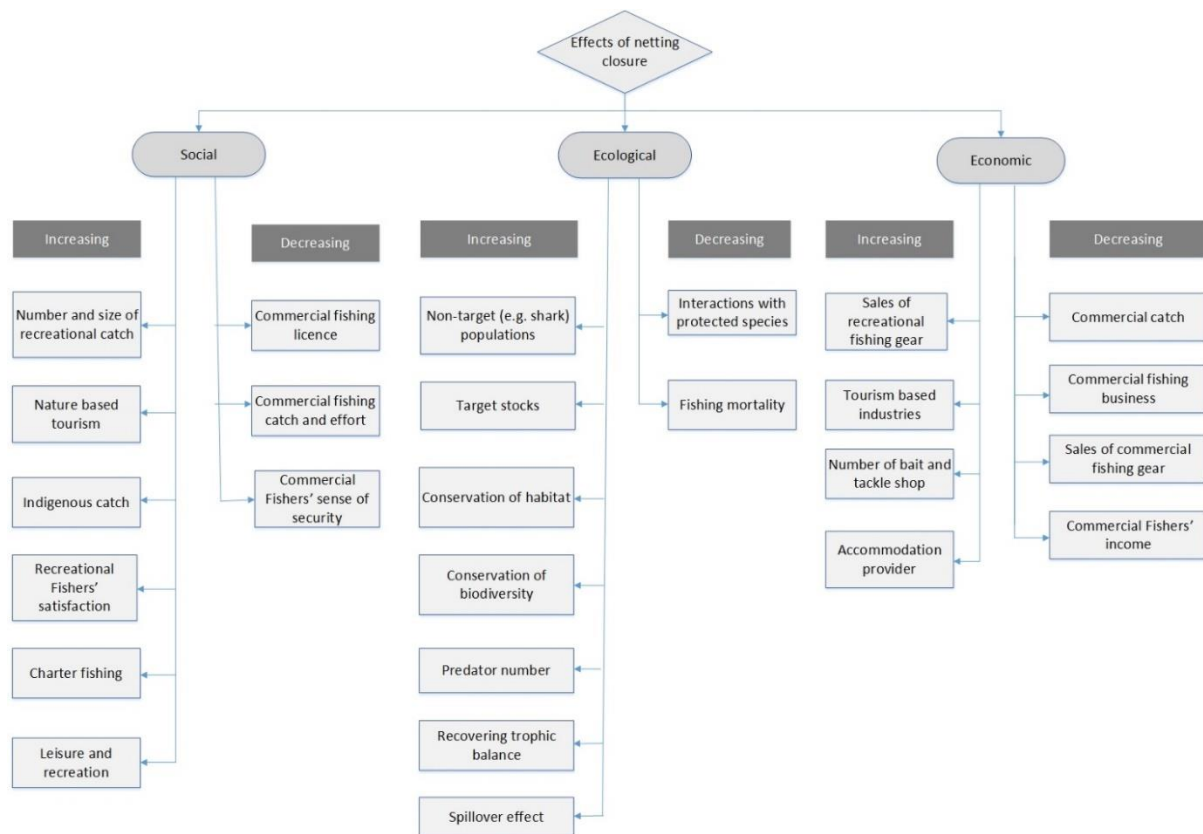 Effects of netting
closure
Social
Ecological
Economic
Increasing
Decreasing
Increasing
Decreasing
Increasing
Decreasing
Number and size of
recreational catch
Nature based
tourism
Indigenous catch
Recreational
Fishers’
satisfaction
Charter fishing
Leisure and
recreation
Commercial fishing
licence
Commercial fishing
catch and effort
Commercial
Fishers’ sense of
security
Non-target (e.g. shark)
populations
Target stocks
Conservation of habitat
Conservation of
biodiversity
Predator number
Recovering trophic
balance
Spillover effect
Interactions with
protected species
Fishing mortality
Sales of
recreational
fishing gear
Tourism based
industries
Number of bait and
tackle shop
Accommodation
provider
Commercial catch
Commercial fishing
business
Sales of commercial
fishing gear
Commercial Fishers’
income